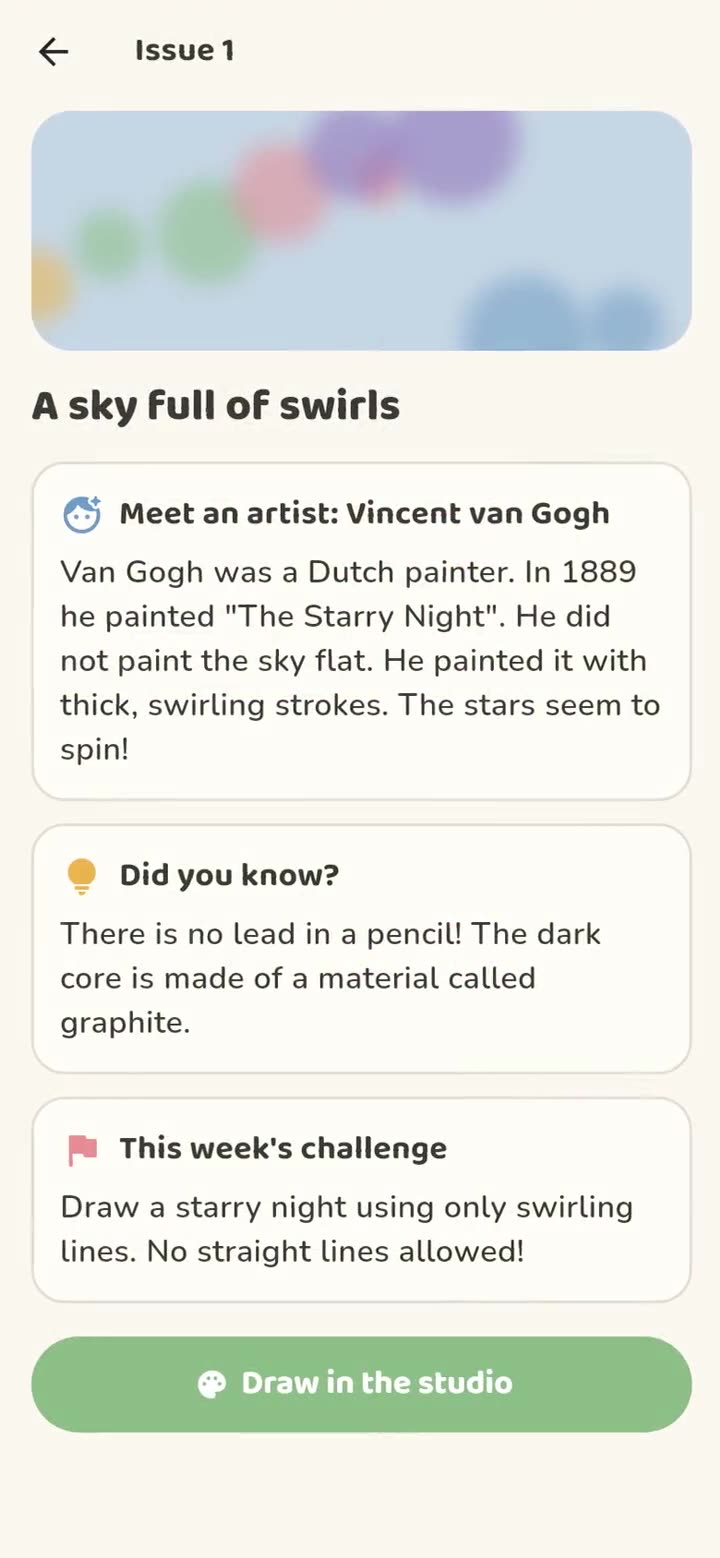 Issue 1
A sky full of swirls
Meet an artist: Vincent van Gogh
Van Gogh was a Dutch painter. In 1889
he painted "The Starry Night". He did
not paint the sky flat. He painted it with
thick, swirling strokes. The stars seem to
spin!
Did you know?
There is no lead in a pencil! The dark
core is made of a material called
graphite.
This week's challenge
Draw a starry night using only swirling
lines. No straight lines allowed!
Draw in the studio